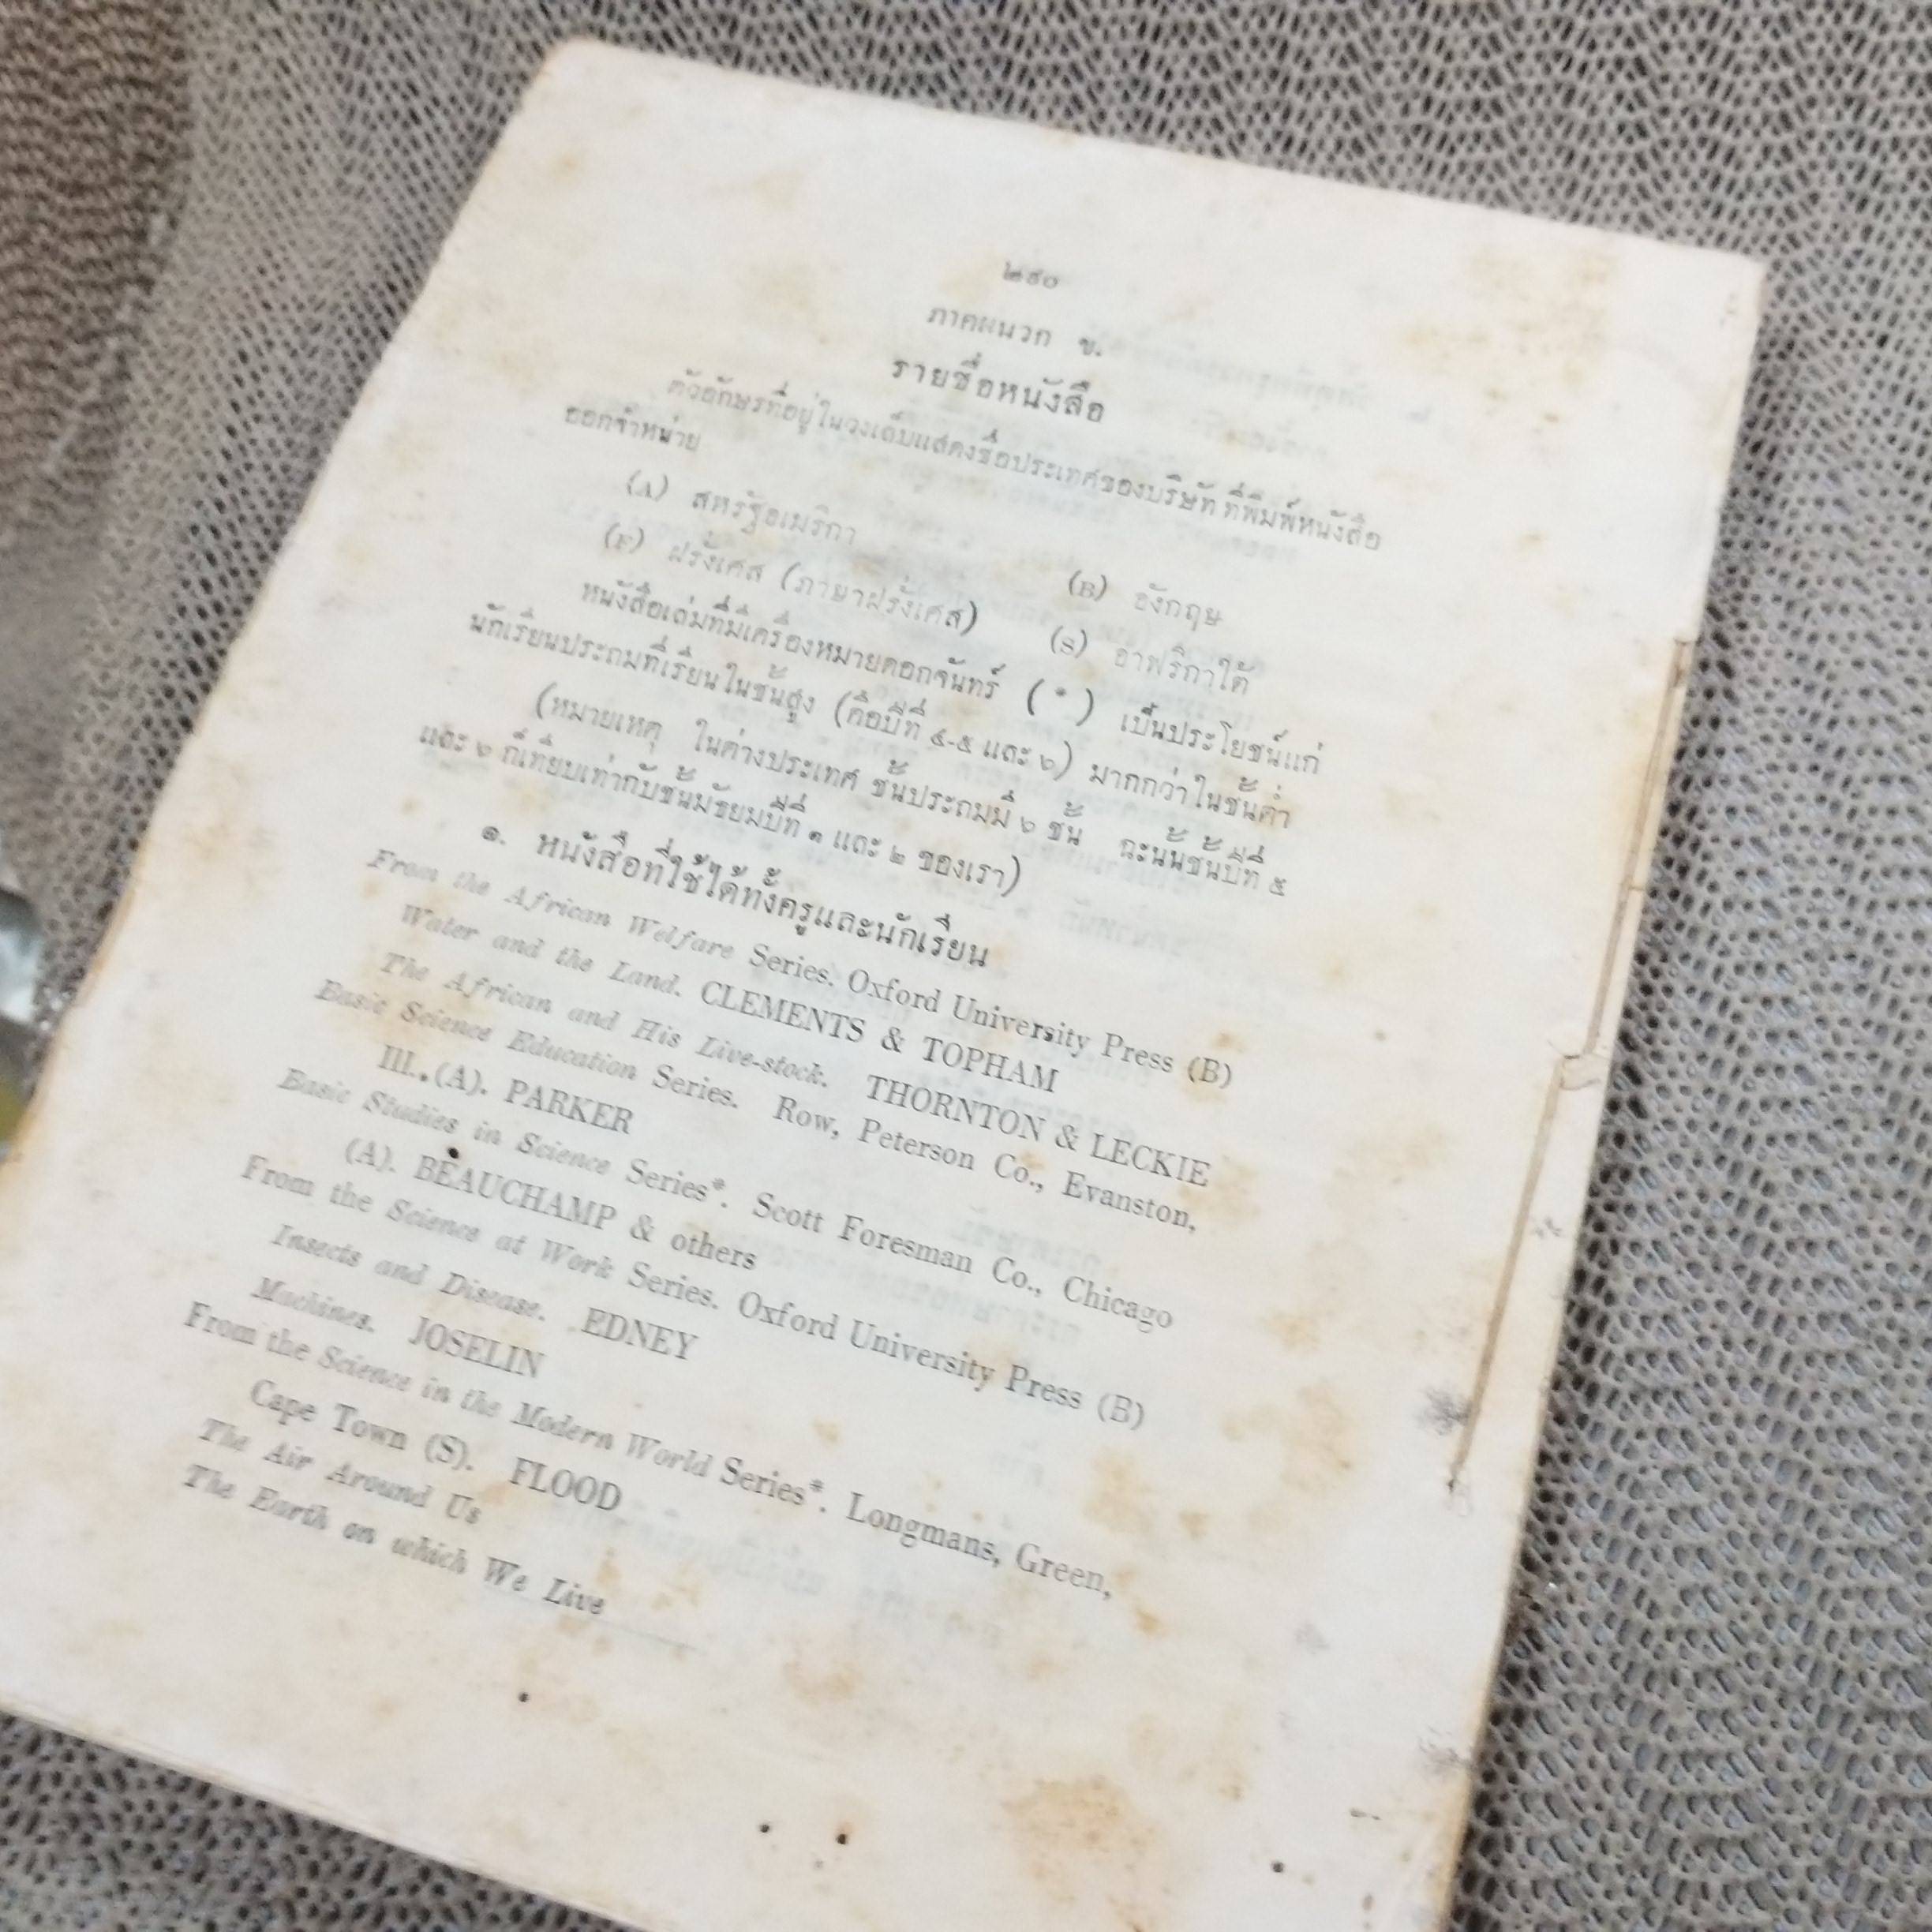 ๒๙๐
ภาคผนวก ข.
รายชื่อหนังสือ
ตัวอักษรที่อยู่ในวงเล็บแสดงชื่อประเทศของบริษัท ที่พิมพ์หนังสือ
ออกจำหน่าย
(A) สหรัฐอเมริกา (B) อังกฤษ
(F) ฝรั่งเศส (ภาษาฝรั่งเศส) (S) อาฟริกาใต้
หนังสือเล่มที่มีเครื่องหมายดอกจันทร์ (*) เป็นประโยชน์แก่
นักเรียนประถมที่เรียนในชั้นสูง (คือปีที่ ๔-๕ และ ๖) มากกว่าในชั้นต่ำ
(หมายเหตุ ในต่างประเทศ ชั้นประถมมี ๖ ชั้น ฉะนั้นชั้นปีที่ ๕
และ ๖ ก็เทียบเท่ากับชั้นมัธยมปีที่ ๑ และ ๒ ของเรา)
๑. หนังสือที่ใช้ได้ทั้งครูและนักเรียน
From the African Welfare Series. Oxford University Press (B)
Water and the Land. CLEMENTS & TOPHAM
The African and His Live-stock. THORNTON & LECKIE
Basic Science Education Series. Row, Peterson Co., Evanston,
Ill. (A). PARKER
Basic Studies in Science Series*. Scott Foresman Co., Chicago
(A). BEAUCHAMP & others
From the Science at Work Series. Oxford University Press (B)
Insects and Disease. EDNEY
Machines. JOSELIN
From the Science in the Modern World Series*. Longmans, Green,
Cape Town (S). FLOOD
The Air Around Us
The Earth on which We Live